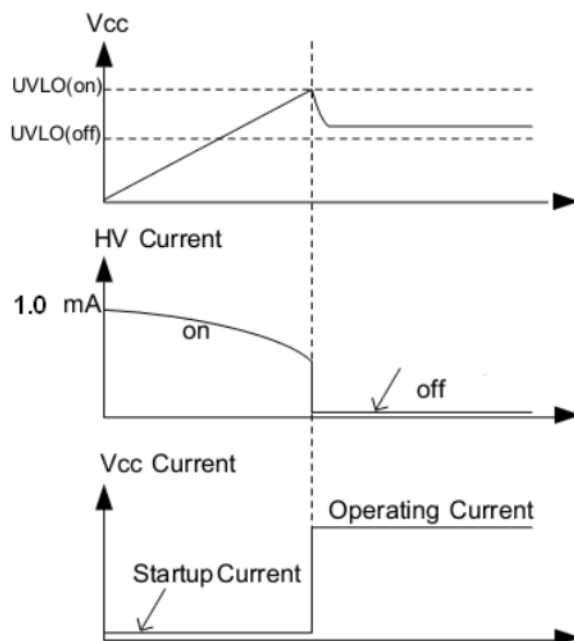 Vcc
UVLO(on)
UVLO(off)
HV Current
1.0 mA
on
off
Vcc Current
Operating Current
Startup Current